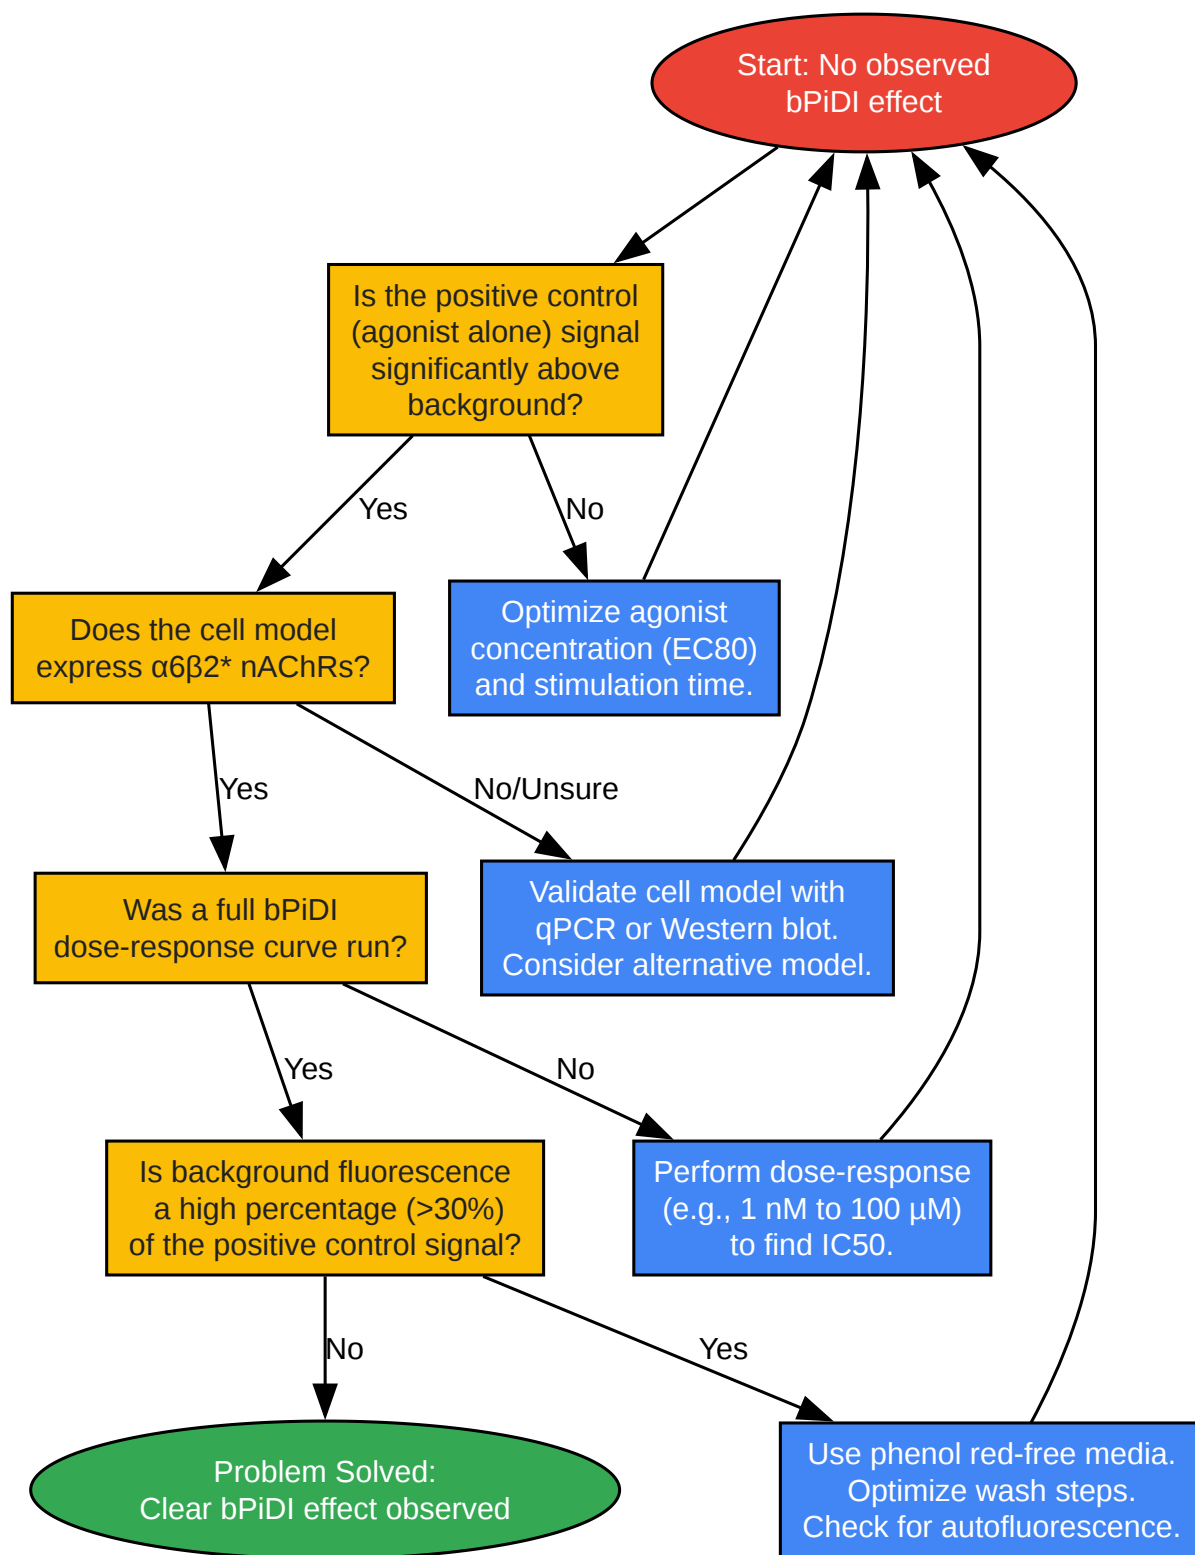 Start: No observed
bPiDI effect
Is the positive control
(agonist alone) signal
significantly above
background?
Yes
No
Does the cell model
express α6β2* nAChRs?
Optimize agonist
concentration (EC80)
and stimulation time.
Yes
No/Unsure
Was a full bPiDI
dose-response curve run?
Validate cell model with
qPCR or Western blot.
Consider alternative model.
Yes
No
Is background fluorescence
a high percentage (>30%)
of the positive control signal?
Perform dose-response
(e.g., 1 nM to 100 µM)
to find IC50.
No
Yes
Problem Solved:
Clear bPiDI effect observed
Use phenol red-free media.
Optimize wash steps.
Check for autofluorescence.